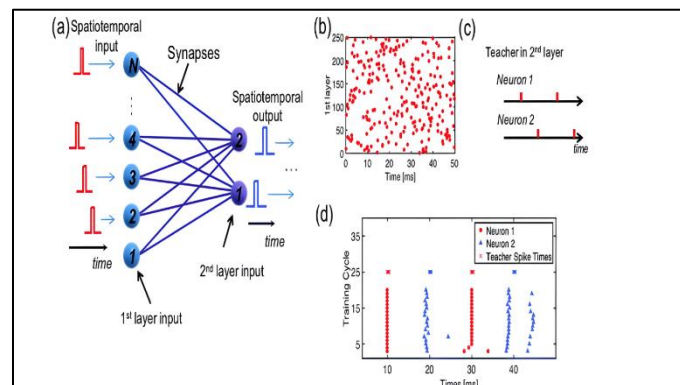 (a)
Spatiotemporal
input
Synapses
Spatiotemporal
output
N
4
3
2
1
2
1
...
time
time
2nd layer input
1st layer input
(b)
1st layer
250
200
150
100
50
0
0 10 20 30 40 50
Time [ms]
(c)
Teacher in 2nd layer
Neuron 1
Neuron 2
time
(d)
Training Cycle
35
25
15
5
Neuron 1
Neuron 2
Teacher Spike Times
10 20 30 40
Times [ms]